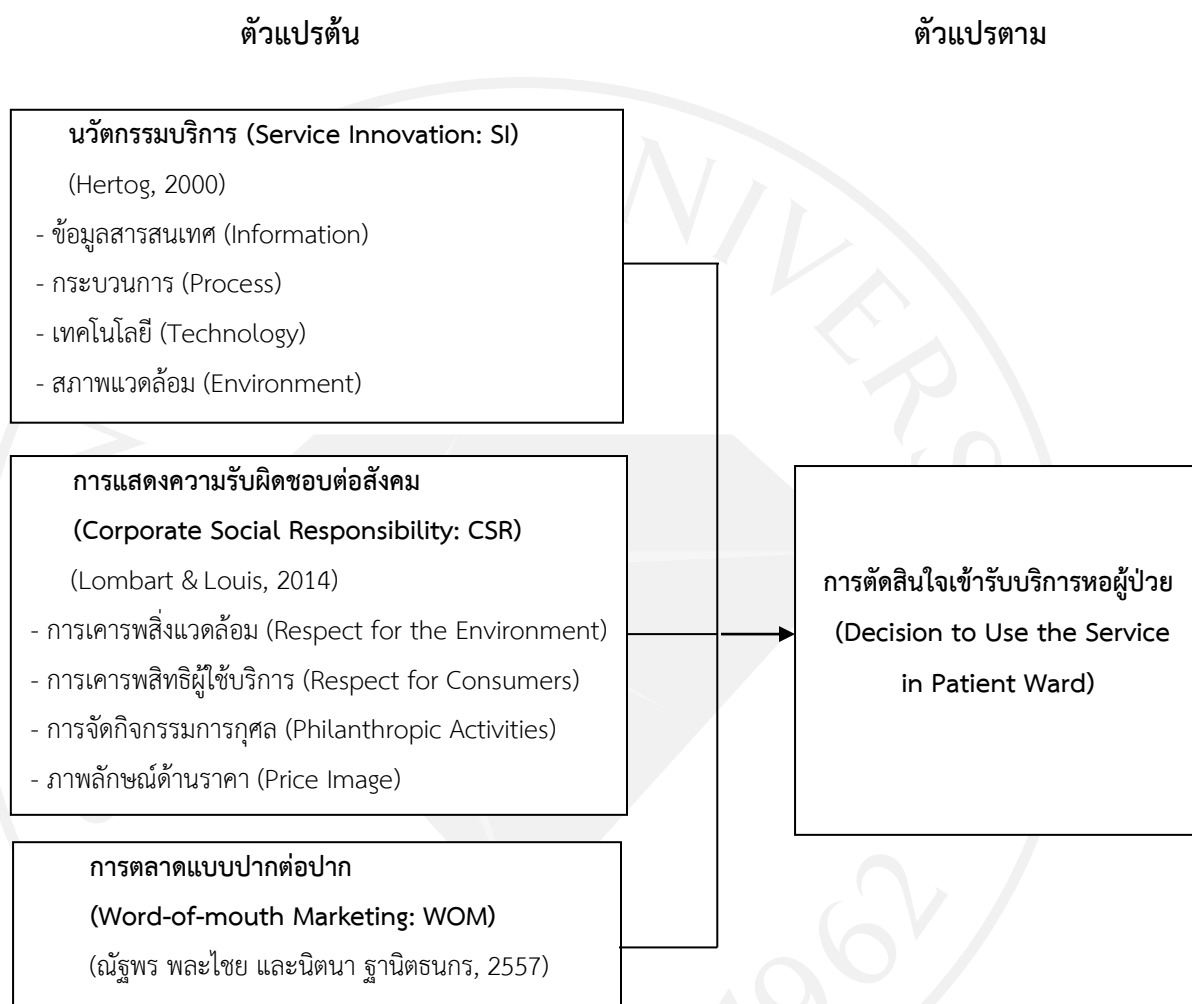 ตัวแปรต้น
ตัวแปรตาม
นวัตกรรมบริการ (Service Innovation: SI)
(Hertog, 2000)
- ข้อมูลสารสนเทศ (Information)
- กระบวนการ (Process)
- เทคโนโลยี (Technology)
- สภาพแวดล้อม (Environment)
การแสดงความรับผิดชอบต่อสังคม
(Corporate Social Responsibility: CSR)
(Lombart & Louis, 2014)
- การเคารพสิ่งแวดล้อม (Respect for the Environment)
- การเคารพสิทธิผู้ใช้บริการ (Respect for Consumers)
- การจัดกิจกรรมการกุศล (Philanthropic Activities)
- ภาพลักษณ์ด้านราคา (Price Image)
การตลาดแบบปากต่อปาก
(Word-of-mouth Marketing: WOM)
(ณัฐพร พละไชย และนิตนา ฐานิตธนกร, 2557)
การตัดสินใจเข้ารับบริการหอผู้ป่วย
(Decision to Use the Service
in Patient Ward)